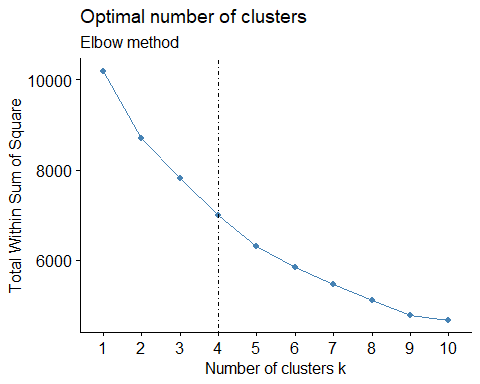 Optimal number of clusters
Elbow method
Total Within Sum of Square
10000
8000
6000
1 2 3 4 5 6 7 8 9 10
Number of clusters k